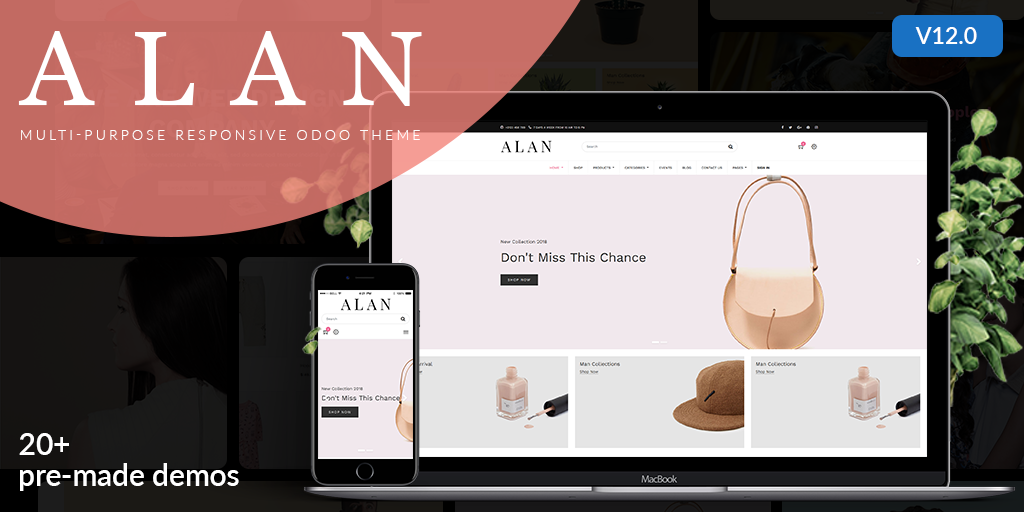 ALAN
MULTI-PURPOSE RESPONSIVE ODOO THEME
V12.0
ALAN
Search
HOME SHOP PRODUCTS CATEGORIES EVENTS BLOG CONTACT US PAGES SIGN IN
New Collection 2018
Don't Miss This Chance
SHOP NOW
Man Collections
Shop Now
Man Collections
Shop Now
ALAN
Search
New Collection 2018
Don't Miss This Chance
SHOP NOW
MacBook
20+
pre-made demos